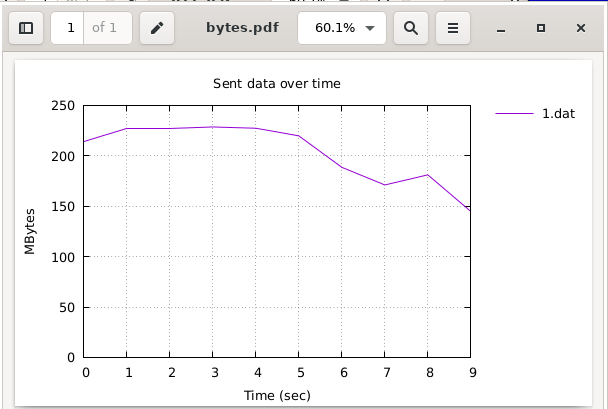 1 of 1 bytes.pdf 60.1%
Sent data over time
250
1.dat
200
150
100
50
0
MBytes
0 1 2 3 4 5 6 7 8 9
Time (sec)